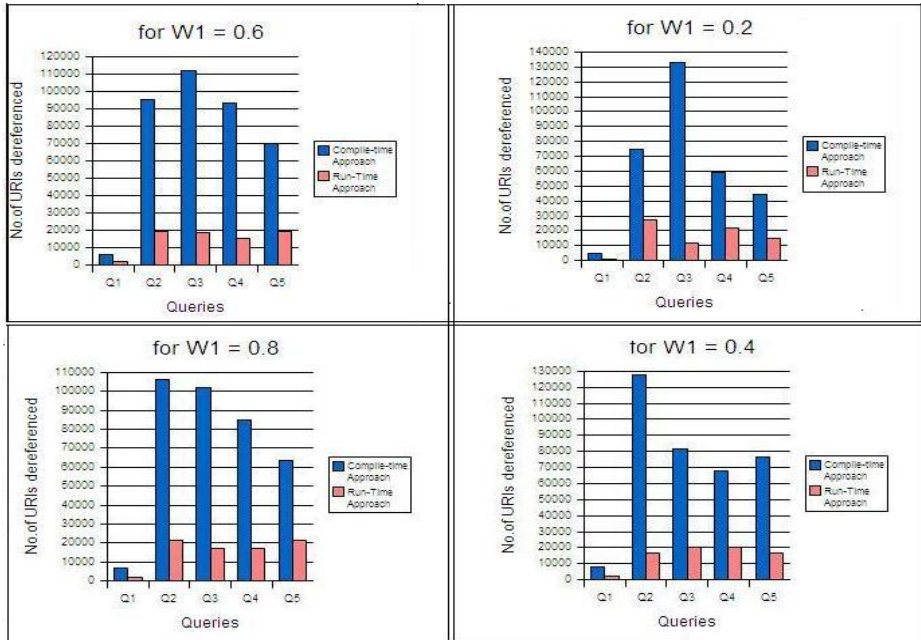 for W1 = 0.6
No.of URIs dereferenced
120000
110000
100000
90000
80000
70000
60000
50000
40000
30000
20000
10000
0
Q1 Q2 Q3 Q4 Q5
Queries
Compile-time
Approach
Run-Time
Approach
for W1 = 0.2
No.of URIs dereferenced
140000
130000
120000
110000
100000
90000
80000
70000
60000
50000
40000
30000
20000
10000
0
Q1 Q2 Q3 Q4 Q5
Queries
Compile-time
Approach
Run-Time
Approach
for W1 = 0.8
No.of URIs dereferenced
110000
100000
90000
80000
70000
60000
50000
40000
30000
20000
10000
0
Q1 Q2 Q3 Q4 Q5
Queries
Compile-time
Approach
Run-Time
Approach
for W1 = 0.4
No.of URIs dereferenced
130000
120000
110000
100000
90000
80000
70000
60000
50000
40000
30000
20000
10000
0
Q1 Q2 Q3 Q4 Q5
Queries
Compile-time
Approach
Run-Time
Approach